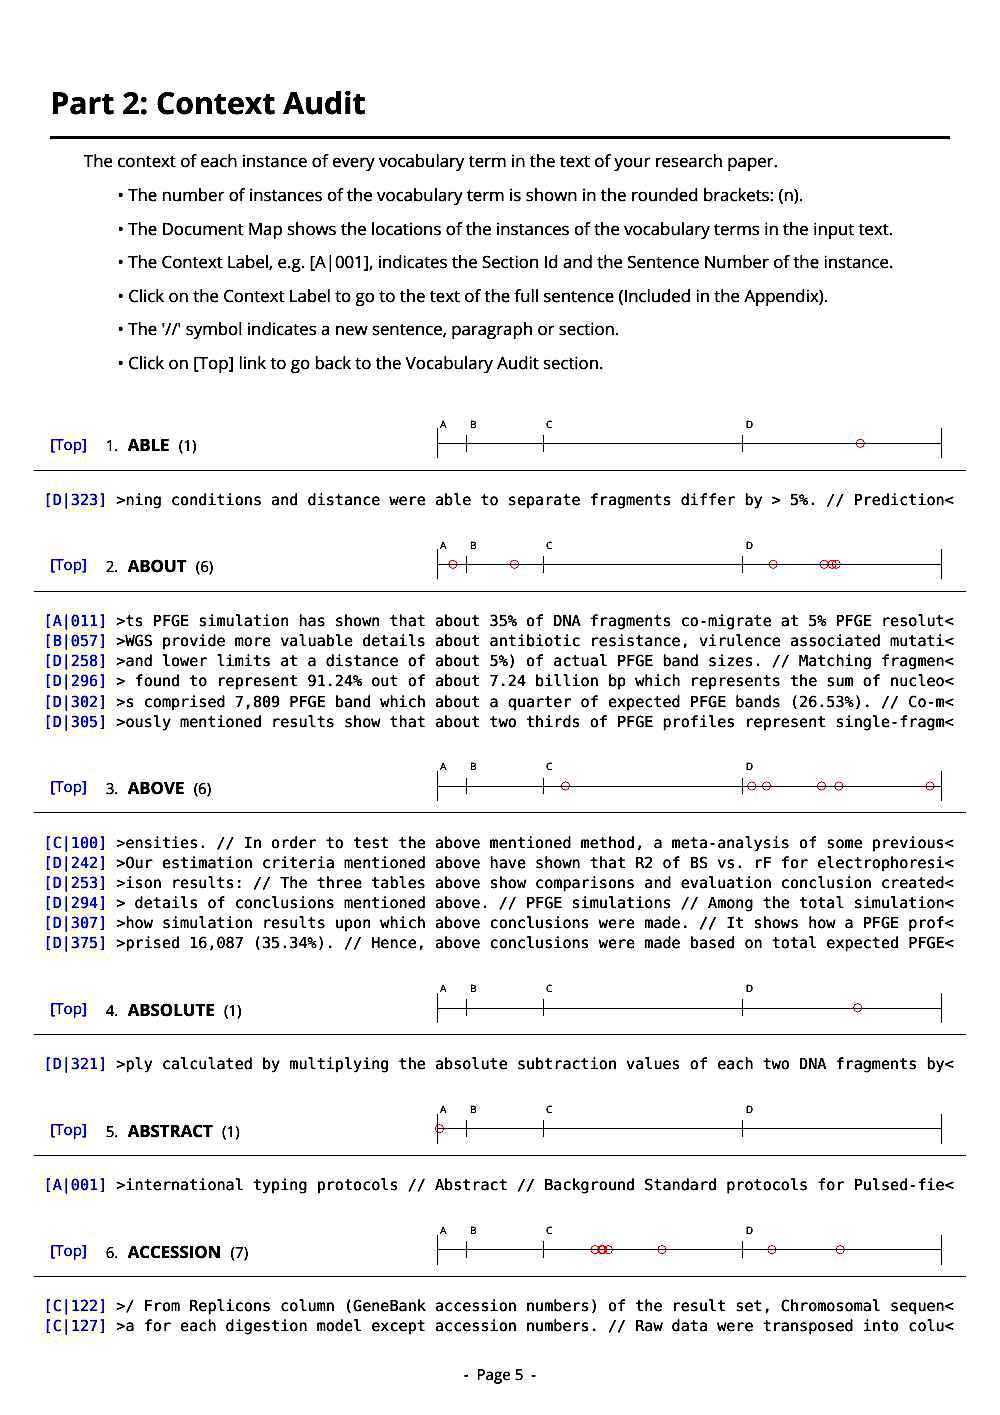 Part 2: Context Audit
The context of each instance of every vocabulary term in the text of your research paper.
• The number of instances of the vocabulary term is shown in the rounded brackets: (n).
• The Document Map shows the locations of the instances of the vocabulary terms in the input text.
• The Context Label, e.g. [A|001], indicates the Section Id and the Sentence Number of the instance.
• Click on the Context Label to go to the text of the full sentence (Included in the Appendix).
• The '//' symbol indicates a new sentence, paragraph or section.
• Click on [Top] link to go back to the Vocabulary Audit section.
A B C D
[Top] 1. ABLE (1)
[D|323] >ning conditions and distance were able to separate fragments differ by > 5%. // Prediction<
A B C D
[Top] 2. ABOUT (6)
[A|011] >ts PFGE simulation has shown that about 35% of DNA fragments co-migrate at 5% PFGE resolut<
[B|057] >WGS provide more valuable details about antibiotic resistance, virulence associated mutati<
[D|258] >and lower limits at a distance of about 5%) of actual PFGE band sizes. // Matching fragmen<
[D|296] > found to represent 91.24% out of about 7.24 billion bp which represents the sum of nucleo<
[D|302] >s comprised 7,809 PFGE band which about a quarter of expected PFGE bands (26.53%). // Co-m<
[D|305] >ously mentioned results show that about two thirds of PFGE profiles represent single-fragm<
A B C D
[Top] 3. ABOVE (6)
[C|100] >ensities. // In order to test the above mentioned method, a meta-analysis of some previous<
[D|242] >Our estimation criteria mentioned above have shown that R2 of BS vs. rF for electrophoresi<
[D|253] >ison results: // The three tables above show comparisons and evaluation conclusion created<
[D|294] > details of conclusions mentioned above. // PFGE simulations // Among the total simulation<
[D|307] >how simulation results upon which above conclusions were made. // It shows how a PFGE prof<
[D|375] >prised 16,087 (35.34%). // Hence, above conclusions were made based on total expected PFGE<
A B C D
[Top] 4. ABSOLUTE (1)
[D|321] >ply calculated by multiplying the absolute subtraction values of each two DNA fragments by<
A B C D
[Top] 5. ABSTRACT (1)
[A|001] >international typing protocols // Abstract // Background Standard protocols for Pulsed-fie<
A B C D
[Top] 6. ACCESSION (7)
[C|122] >/ From Replicons column (GeneBank accession numbers) of the result set, Chromosomal sequen<
[C|127] >a for each digestion model except accession numbers. // Raw data were transposed into colu<
- Page 5 -